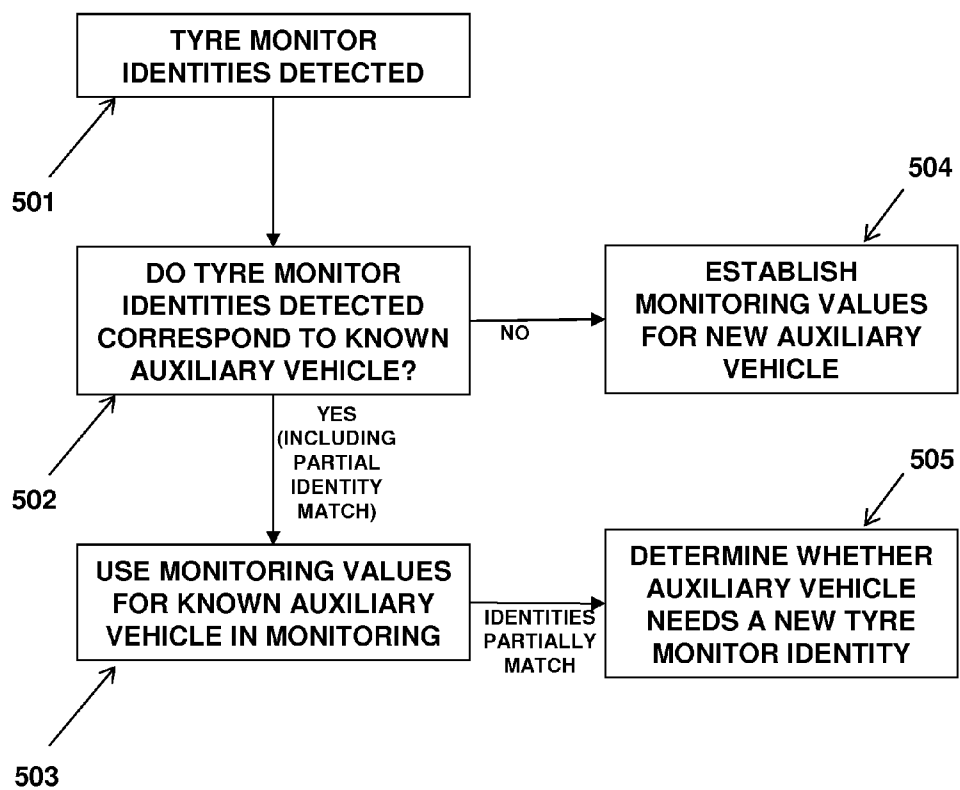 TYRE MONITOR
IDENTITIES DETECTED
501
504
DO TYRE MONITOR
IDENTITIES DETECTED
CORRESPOND TO KNOWN
AUXILIARY VEHICLE?
NO
ESTABLISH
MONITORING VALUES
FOR NEW AUXILIARY
VEHICLE
502
YES
(INCLUDING
PARTIAL
IDENTITY
MATCH)
505
USE MONITORING VALUES
FOR KNOWN AUXILIARY
VEHICLE IN MONITORING
IDENTITIES
PARTIALLY
MATCH
DETERMINE WHETHER
AUXILIARY VEHICLE
NEEDS A NEW TYRE
MONITOR IDENTITY
503